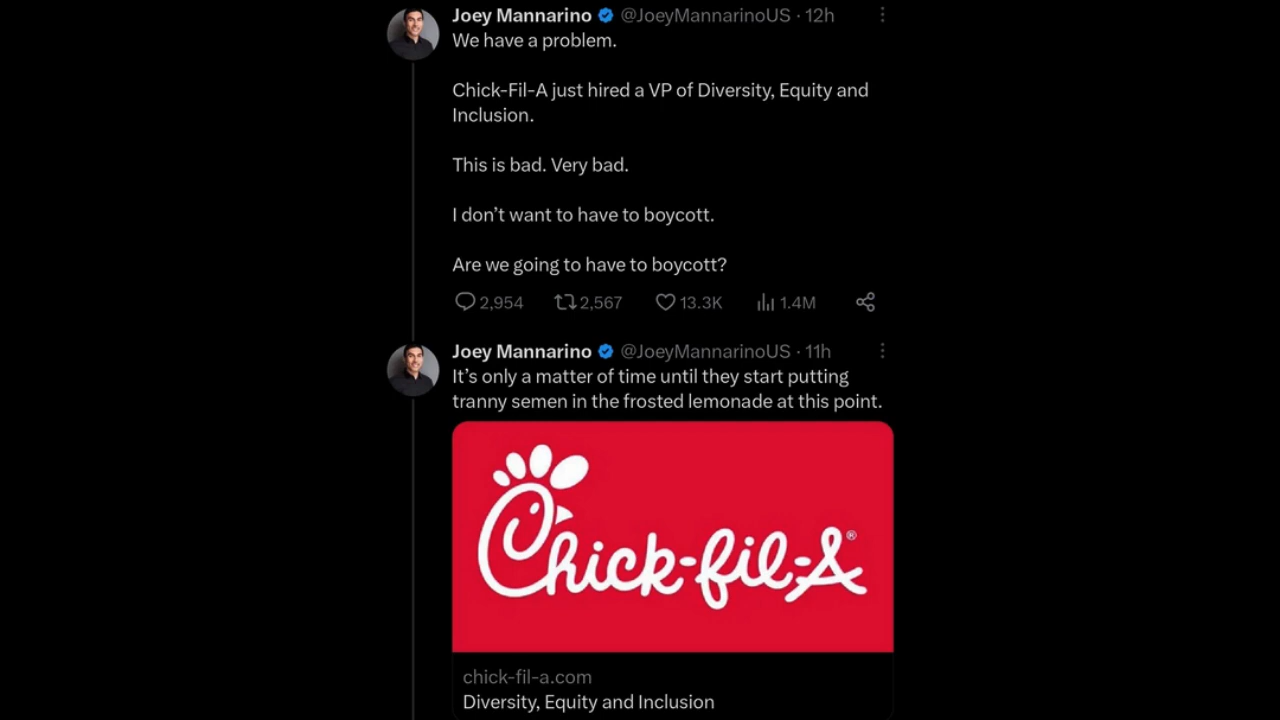 Joey Mannarino @JoeyMannarinoUS · 12h
We have a problem.
Chick-Fil-A just hired a VP of Diversity, Equity and
Inclusion.
This is bad. Very bad.
I don’t want to have to boycott.
Are we going to have to boycott?
2,954 2,567 13.3K 1.4M
Joey Mannarino @JoeyMannarinoUS · 11h
It’s only a matter of time until they start putting
tranny semen in the frosted lemonade at this point.
Chick-fil-A®
chick-fil-a.com
Diversity, Equity and Inclusion